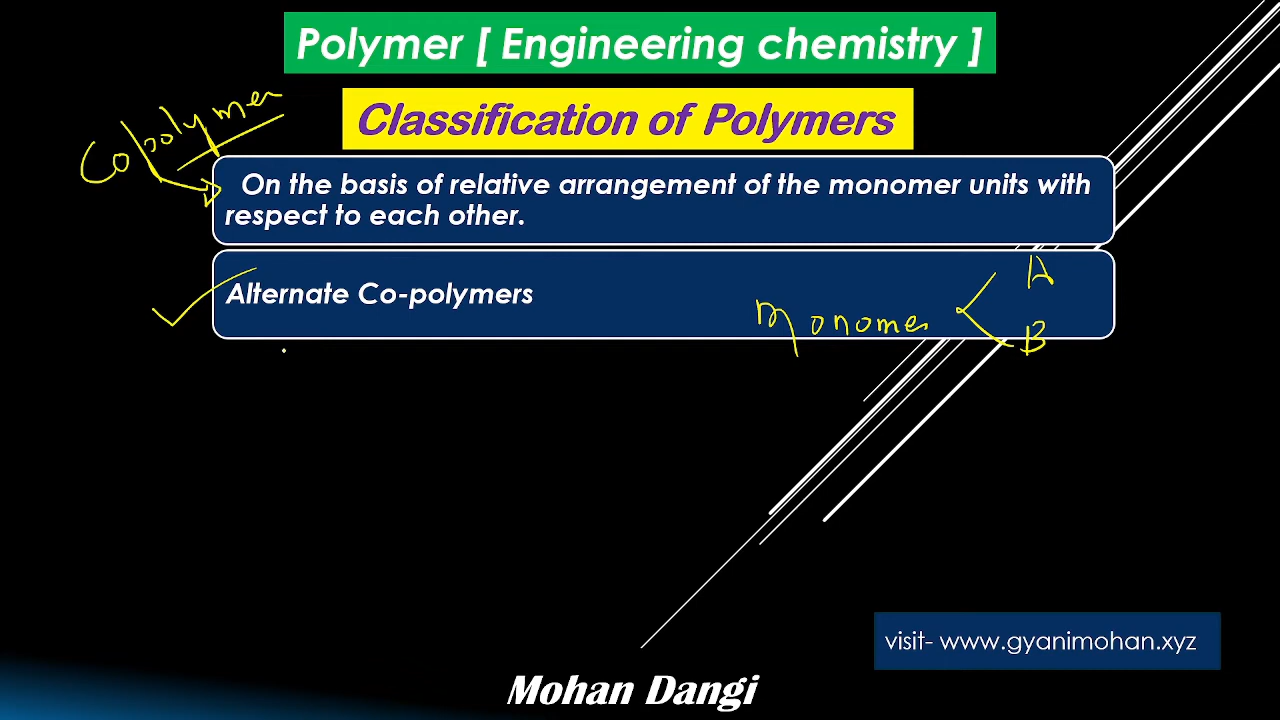 Polymer [ Engineering chemistry ]
Classification of Polymers
Copolymer
On the basis of relative arrangement of the monomer units with
respect to each other.
Alternate Co-polymers
Monomer
A
B
visit- www.gyanimohan.xyz
Mohan Dangi